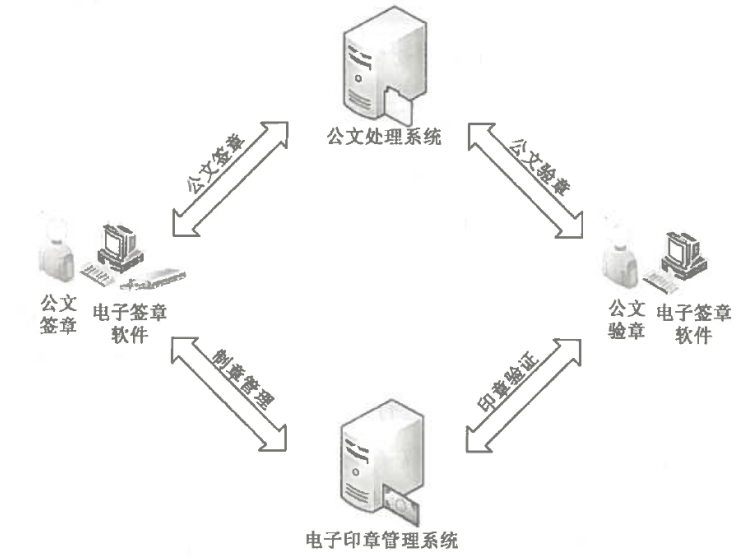 公文处理系统
公文签章
公文验章
公文
签章
电子签章
软件
公文
验章
电子签章
软件
制章管理
印章验证
电子印章管理系统